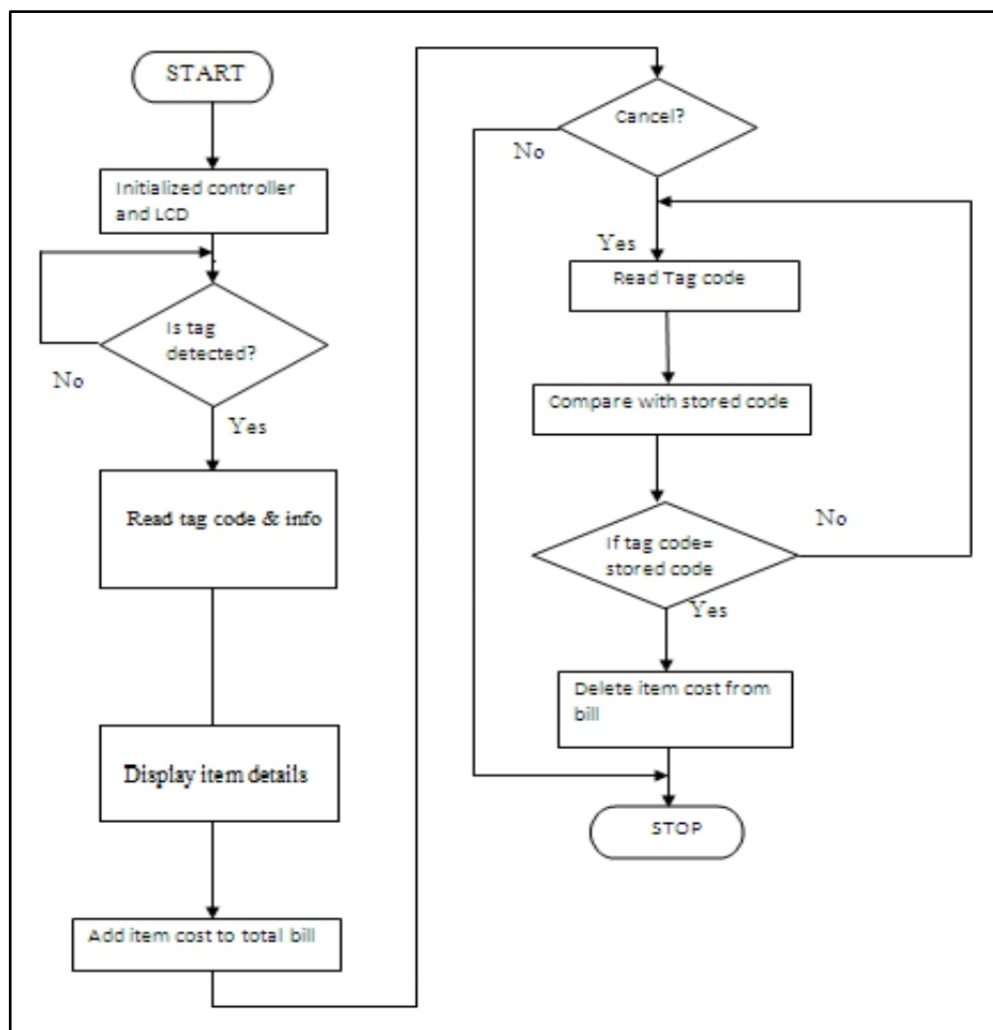 START
Initialized controller
and LCD
Is tag
detected?
No
Yes
Read tag code & info
Display item details
Add item cost to total bill
Cancel?
No
Yes
Read Tag code
Compare with stored code
If tag code=
stored code
No
Yes
Delete item cost from
bill
STOP